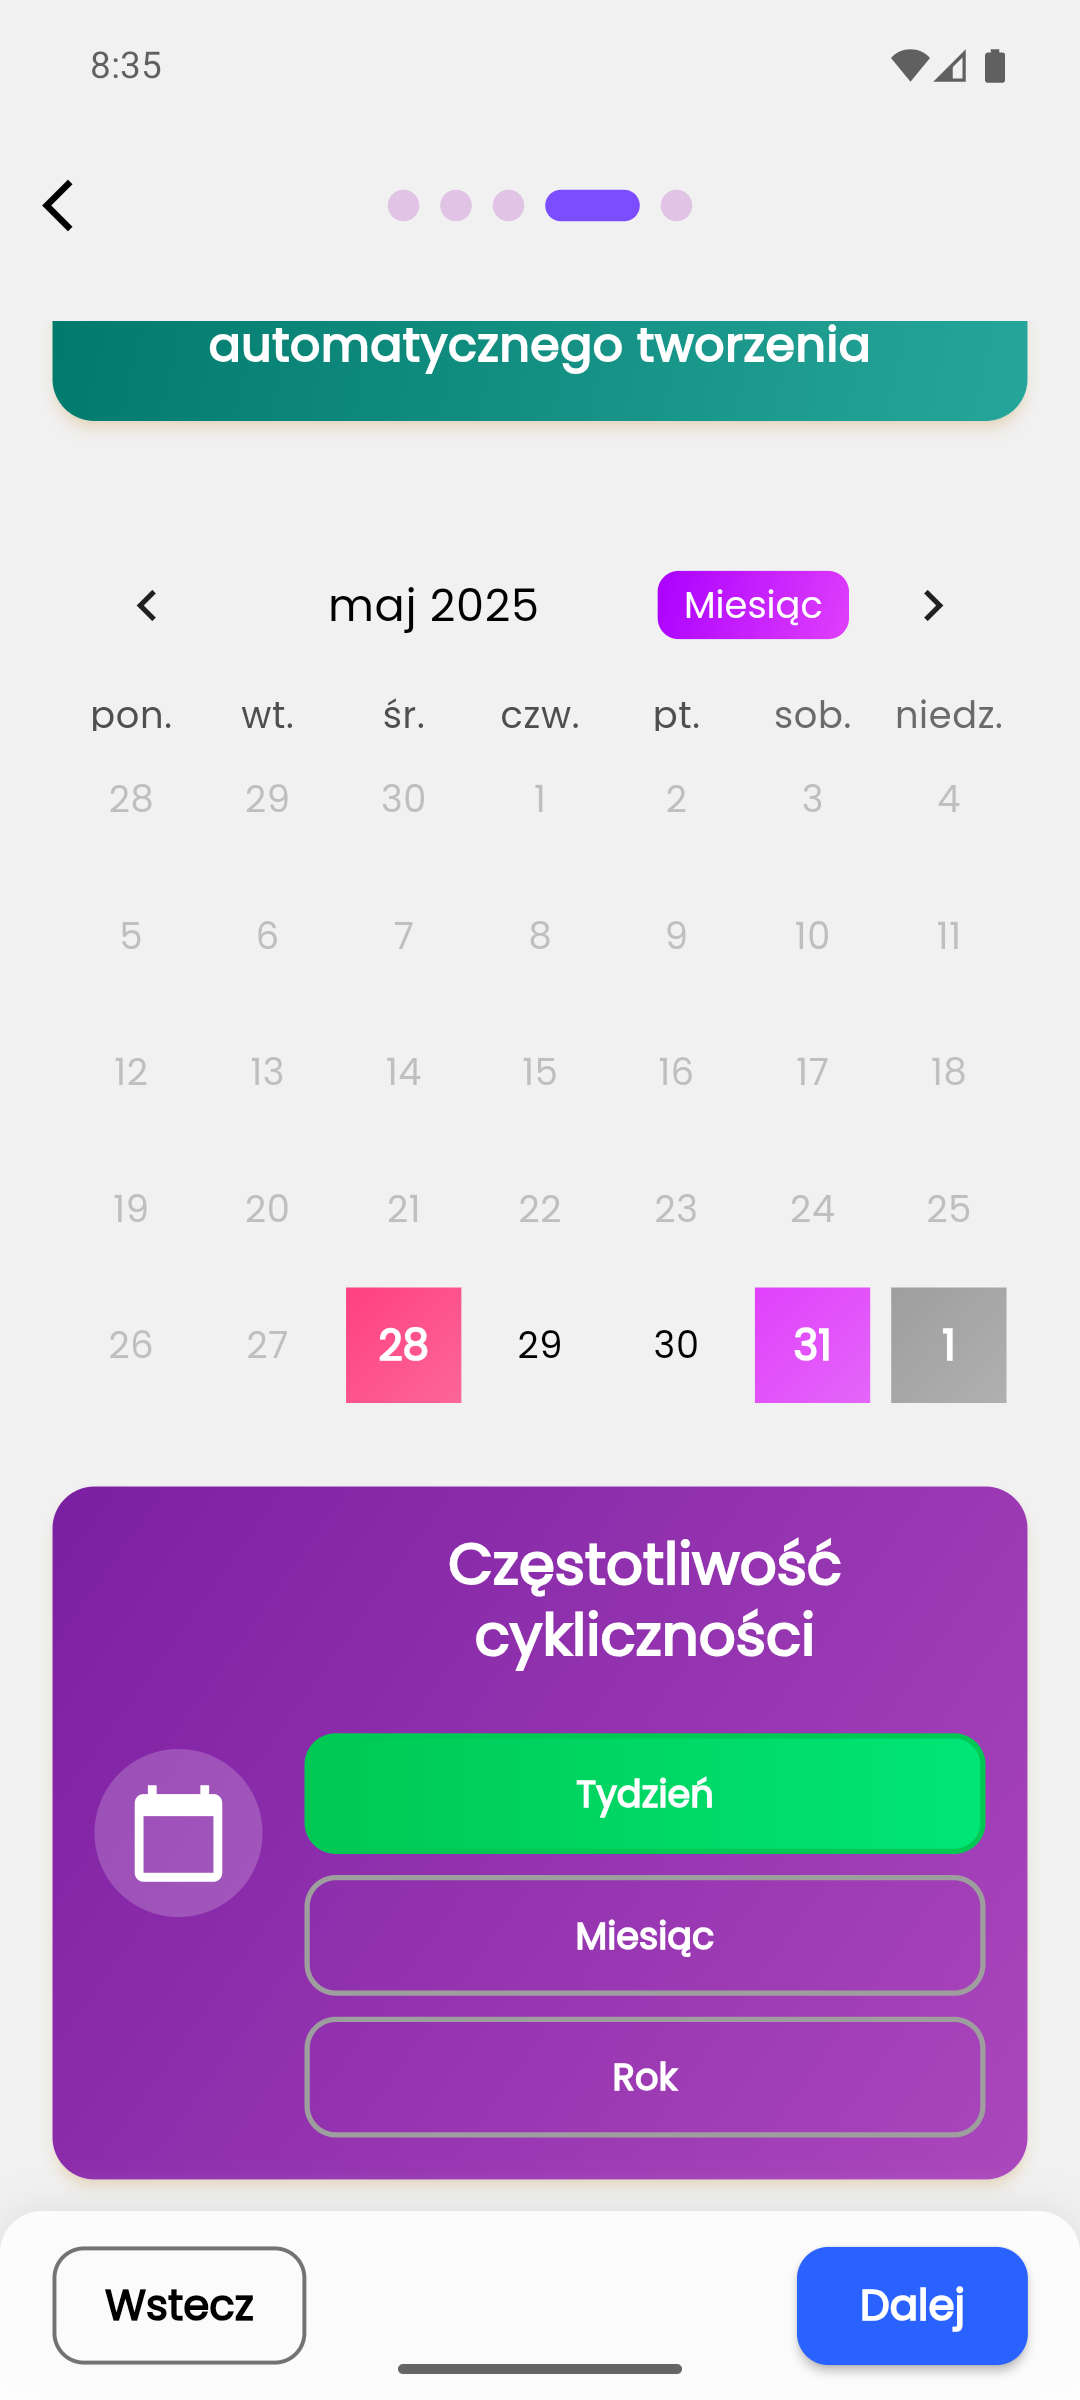 8:35
automatycznego tworzenia
maj 2025 Miesiąc
pon. wt. śr. czw. pt. sob. niedz.
28 29 30 1 2 3 4
5 6 7 8 9 10 11
12 13 14 15 16 17 18
19 20 21 22 23 24 25
26 27 28 29 30 31 1
Częstotliwość
cykliczności
Tydzień
Miesiąc
Rok
Wstecz Dalej